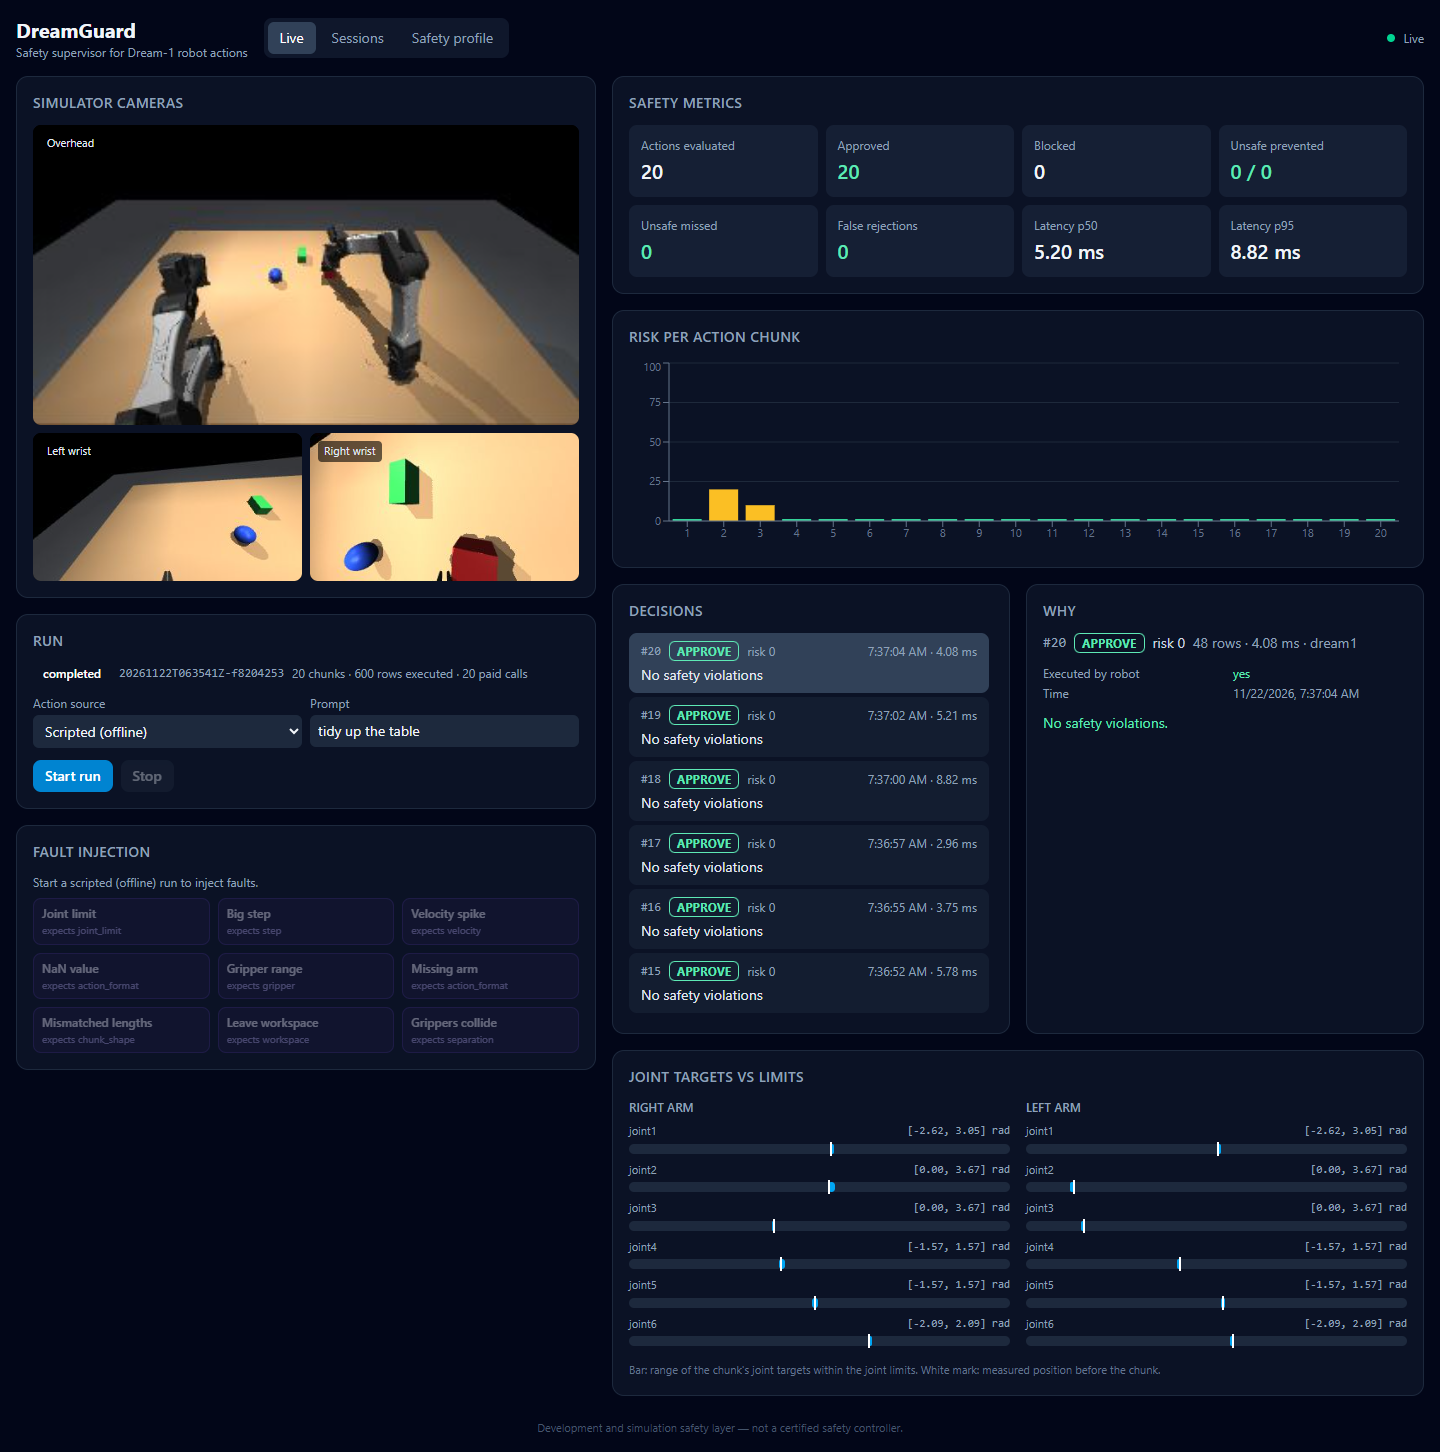 DreamGuard
Safety supervisor for Dream-1 robot actions
Live
Sessions
Safety profile
Live
SIMULATOR CAMERAS
Overhead
Left wrist
Right wrist
RUN
completed 20261122T063541Z-f8204253 20 chunks · 600 rows executed · 20 paid calls
Action source
Prompt
Scripted (offline)
tidy up the table
Start run
Stop
FAULT INJECTION
Start a scripted (offline) run to inject faults.
Joint limit
expects joint_limit
Big step
expects step
Velocity spike
expects velocity
NaN value
expects action_format
Gripper range
expects gripper
Missing arm
expects action_format
Mismatched lengths
expects chunk_shape
Leave workspace
expects workspace
Grippers collide
expects separation
SAFETY METRICS
Actions evaluated
20
Approved
20
Blocked
0
Unsafe prevented
0 / 0
Unsafe missed
0
False rejections
0
Latency p50
5.20 ms
Latency p95
8.82 ms
RISK PER ACTION CHUNK
100
75
50
25
0
1 2 3 4 5 6 7 8 9 10 11 12 13 14 15 16 17 18 19 20
DECISIONS
#20 APPROVE risk 0 7:37:04 AM · 4.08 ms
No safety violations
#19 APPROVE risk 0 7:37:02 AM · 5.21 ms
No safety violations
#18 APPROVE risk 0 7:37:00 AM · 8.82 ms
No safety violations
#17 APPROVE risk 0 7:36:57 AM · 2.96 ms
No safety violations
#16 APPROVE risk 0 7:36:55 AM · 3.75 ms
No safety violations
#15 APPROVE risk 0 7:36:52 AM · 5.78 ms
No safety violations
WHY
#20 APPROVE risk 0 48 rows · 4.08 ms · dream1
Executed by robot yes
Time 11/22/2026, 7:37:04 AM
No safety violations.
JOINT TARGETS VS LIMITS
RIGHT ARM
joint1 [-2.62, 3.05] rad
joint2 [0.00, 3.67] rad
joint3 [0.00, 3.67] rad
joint4 [-1.57, 1.57] rad
joint5 [-1.57, 1.57] rad
joint6 [-2.09, 2.09] rad
LEFT ARM
joint1 [-2.62, 3.05] rad
joint2 [0.00, 3.67] rad
joint3 [0.00, 3.67] rad
joint4 [-1.57, 1.57] rad
joint5 [-1.57, 1.57] rad
joint6 [-2.09, 2.09] rad
Bar: range of the chunk's joint targets within the joint limits. White mark: measured position before the chunk.
Development and simulation safety layer — not a certified safety controller.